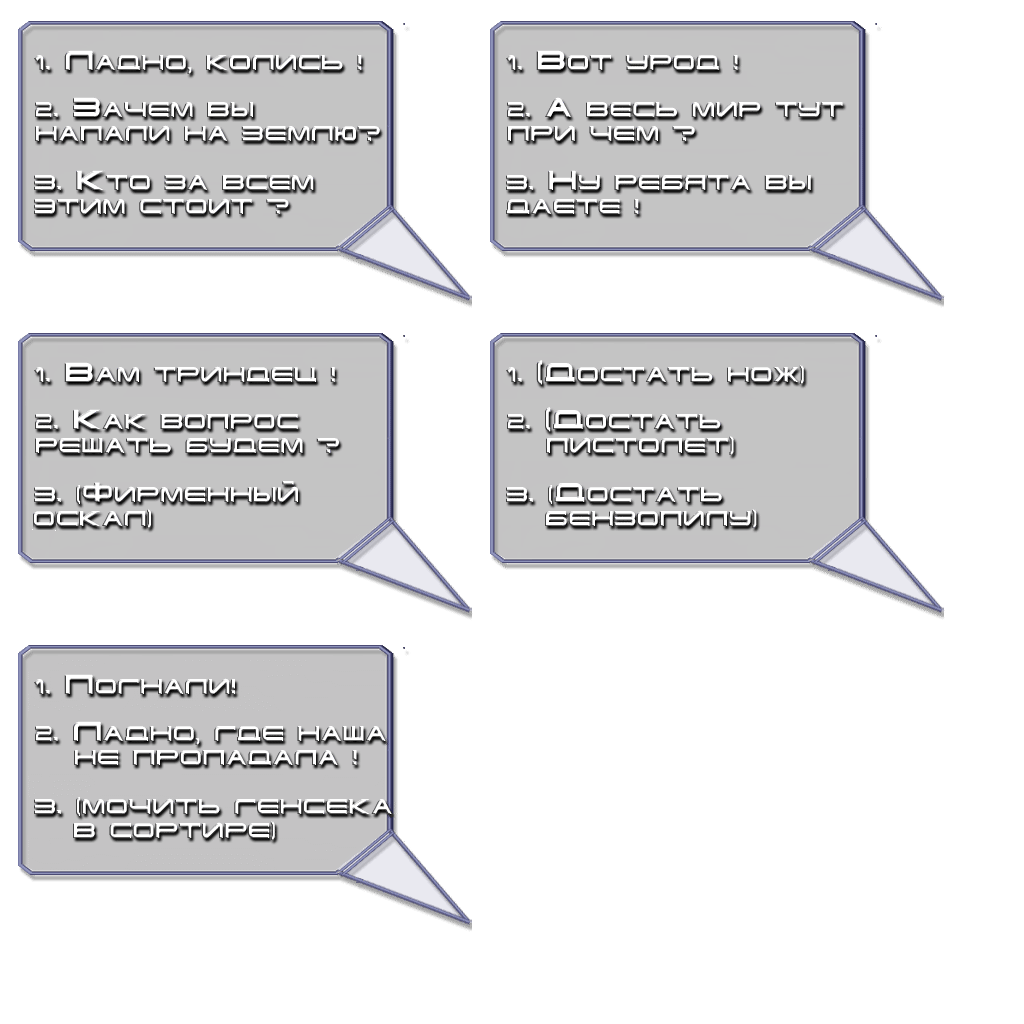 1. Ладно, колись !
2. Зачем вы
напали на землю?
3. Кто за всем
этим стоит ?
1. Вот урод !
2. А весь мир тут
при чем ?
3. Ну ребята вы
даете !
1. Вам триндец !
2. Как вопрос
решать будем ?
3. (Фирменный
оскал)
1. (Достать нож)
2. (Достать
пистолет)
3. (Достать
бензопилу)
1. Погнали!
2. Ладно, где наша
не пропадала !
3. (мочить генсека
в сортире)